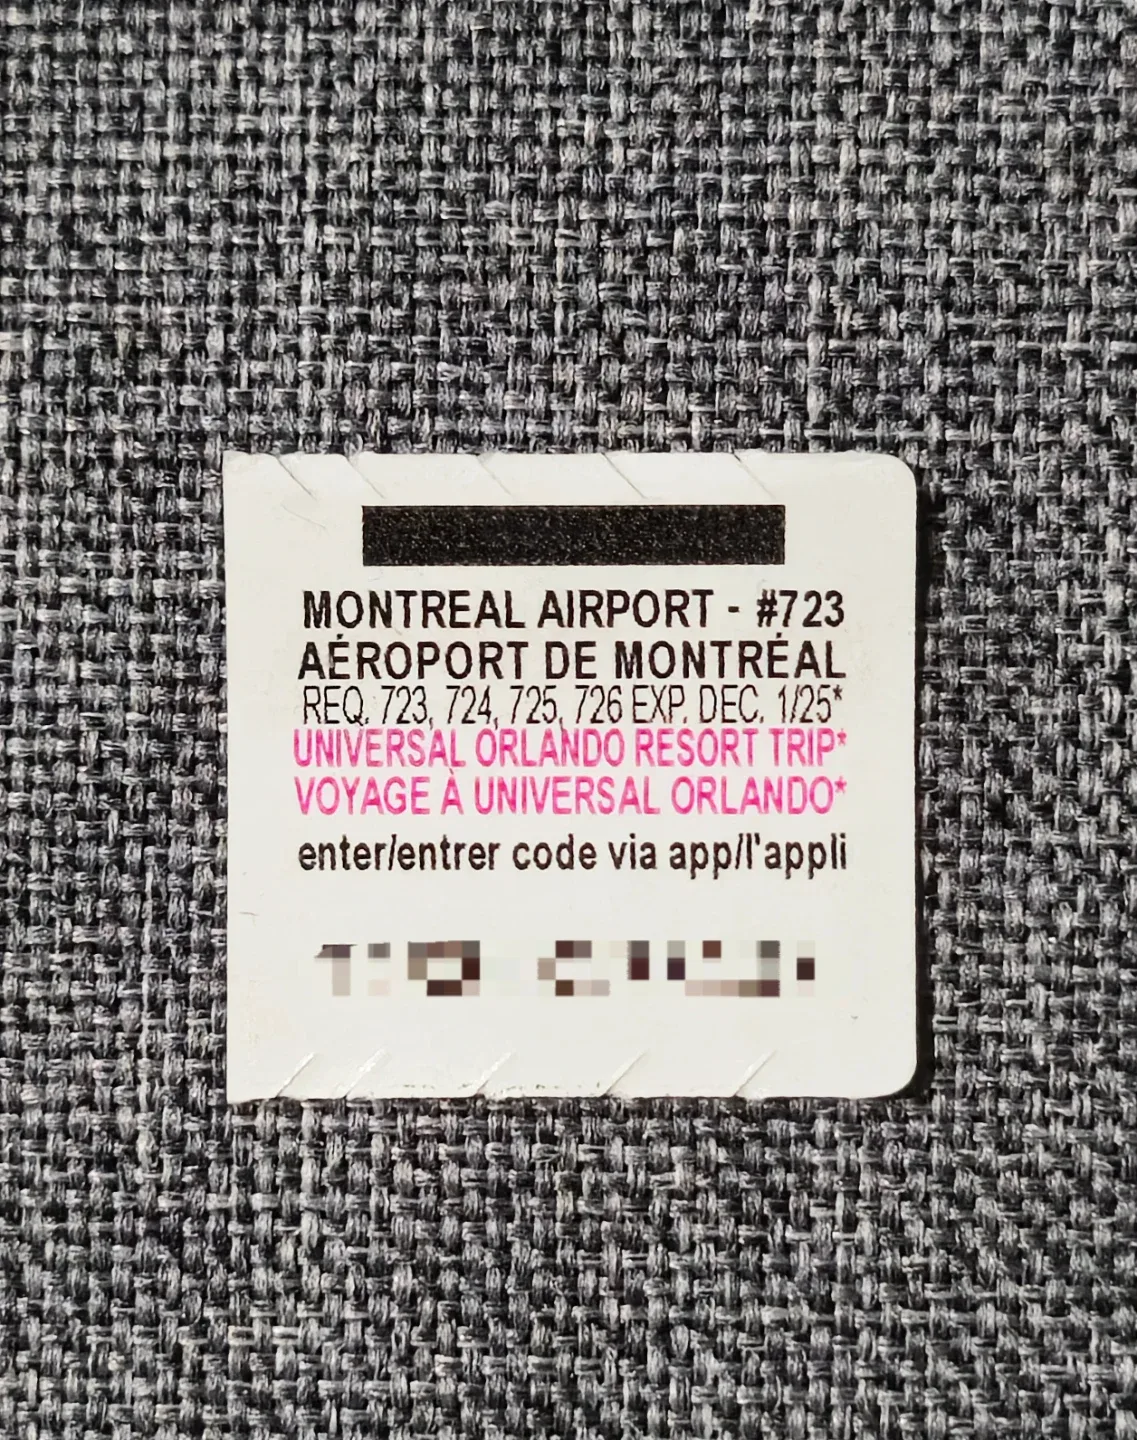 MONTREAL AIRPORT - #723
AÉROPORT DE MONTRÉAL
REQ. 723, 724, 725, 726 EXP. DEC. 1/25*
UNIVERSAL ORLANDO RESORT TRIP*
VOYAGE À UNIVERSAL ORLANDO*
enter/entrer code via app/l'appli